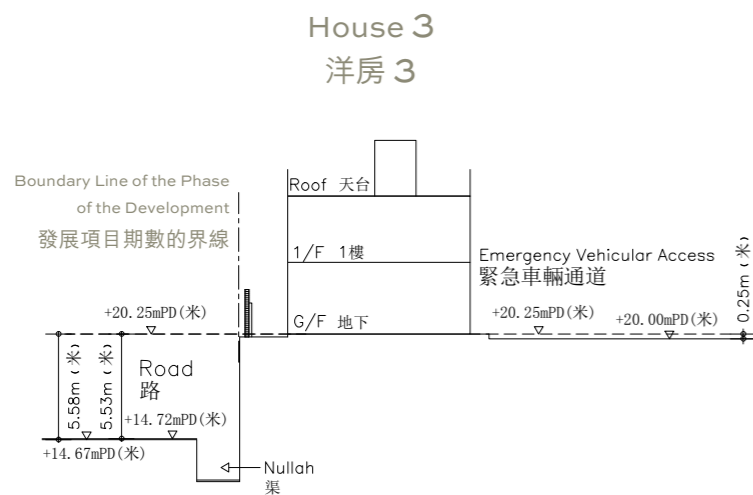 House 3
洋房 3
Boundary Line of the Phase
of the Development
發展項目期數的界線
Roof 天台
1/F 1樓
G/F 地下
Emergency Vehicular Access
緊急車輛通道
+20.25mPD(米)
+20.25mPD(米)
+20.00mPD(米)
0.25m (米)
5.58m (米)
5.53m (米)
Road
路
+14.72mPD(米)
+14.67mPD(米)
Nullah
渠